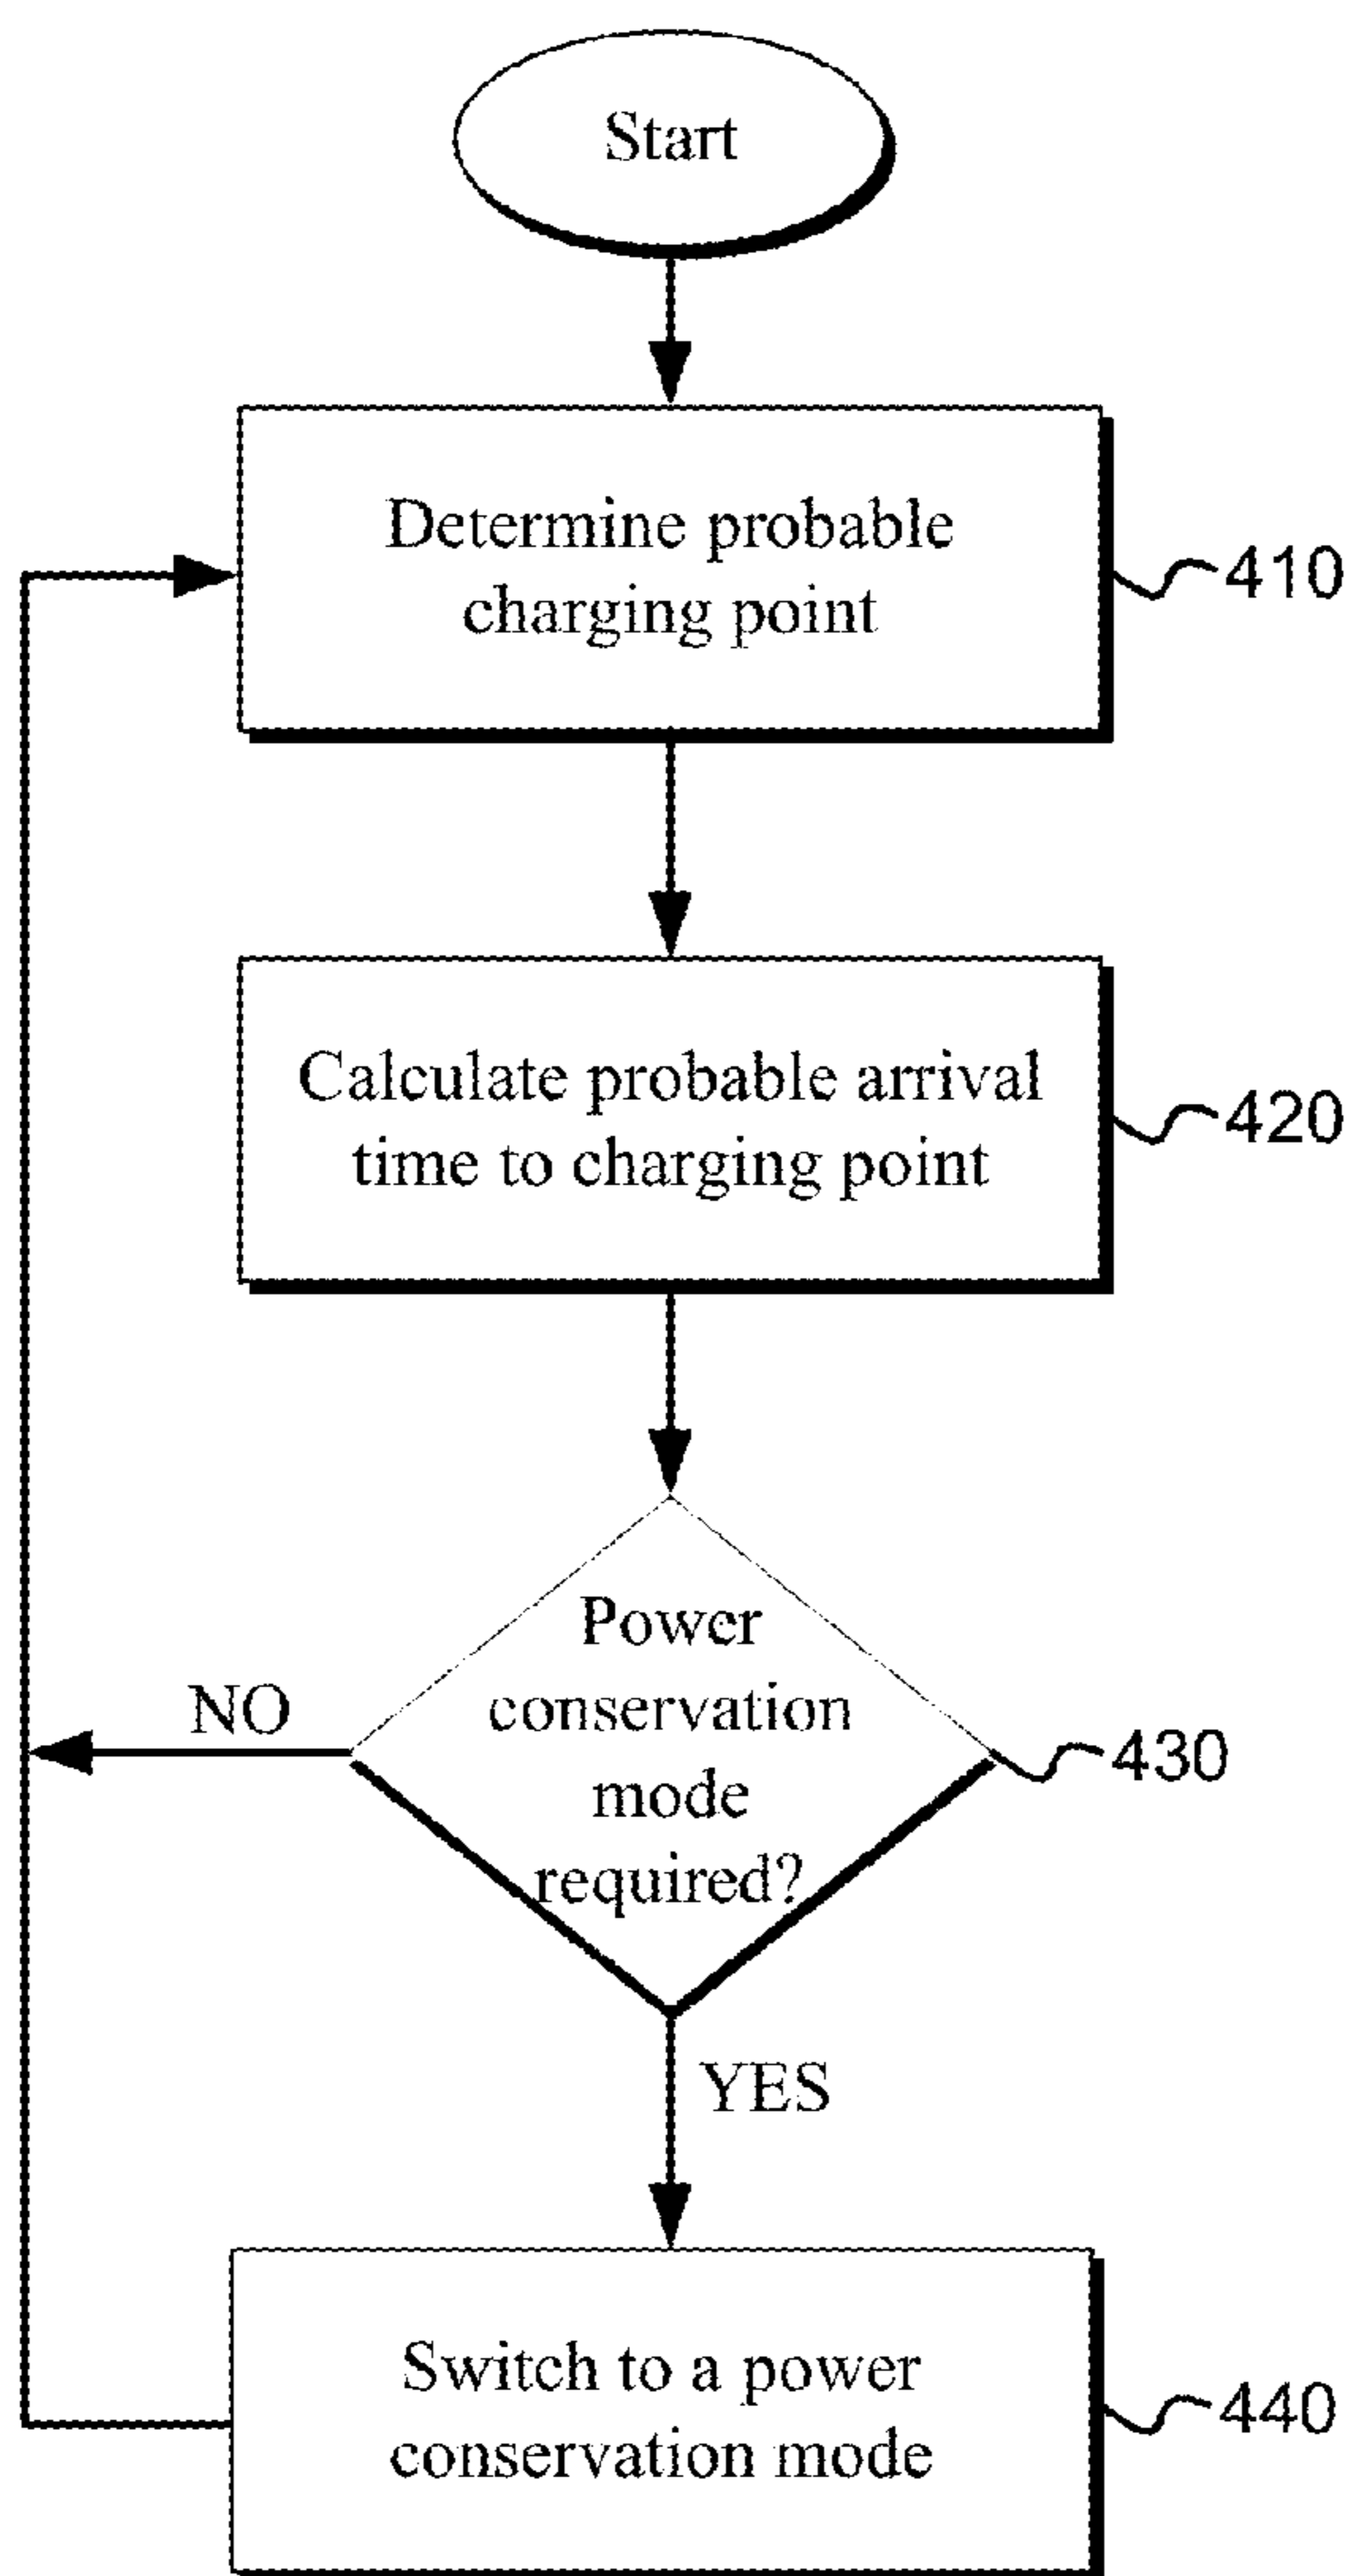 Start
Determine probable
charging point
410
Calculate probable arrival
time to charging point
420
Power
conservation
mode
required?
430
NO
YES
Switch to a power
conservation mode
440